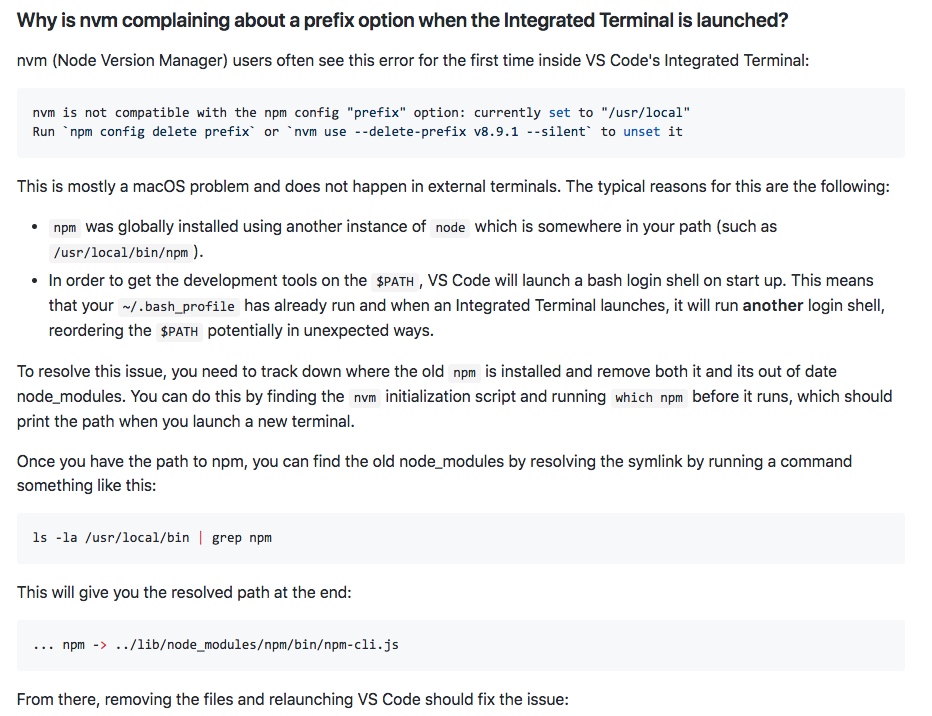 Why is nvm complaining about a prefix option when the Integrated Terminal is launched?
nvm (Node Version Manager) users often see this error for the first time inside VS Code's Integrated Terminal:
nvm is not compatible with the npm config "prefix" option: currently set to "/usr/local"
Run `npm config delete prefix` or `nvm use --delete-prefix v8.9.1 --silent` to unset it
This is mostly a macOS problem and does not happen in external terminals. The typical reasons for this are the following:
• npm was globally installed using another instance of node which is somewhere in your path (such as
/usr/local/bin/npm ).
• In order to get the development tools on the $PATH , VS Code will launch a bash login shell on start up. This means
that your ~/.bash_profile has already run and when an Integrated Terminal launches, it will run another login shell,
reordering the $PATH potentially in unexpected ways.
To resolve this issue, you need to track down where the old npm is installed and remove both it and its out of date
node_modules. You can do this by finding the nvm initialization script and running which npm before it runs, which should
print the path when you launch a new terminal.
Once you have the path to npm, you can find the old node_modules by resolving the symlink by running a command
something like this:
ls -la /usr/local/bin | grep npm
This will give you the resolved path at the end:
... npm -> ../lib/node_modules/npm/bin/npm-cli.js
From there, removing the files and relaunching VS Code should fix the issue: